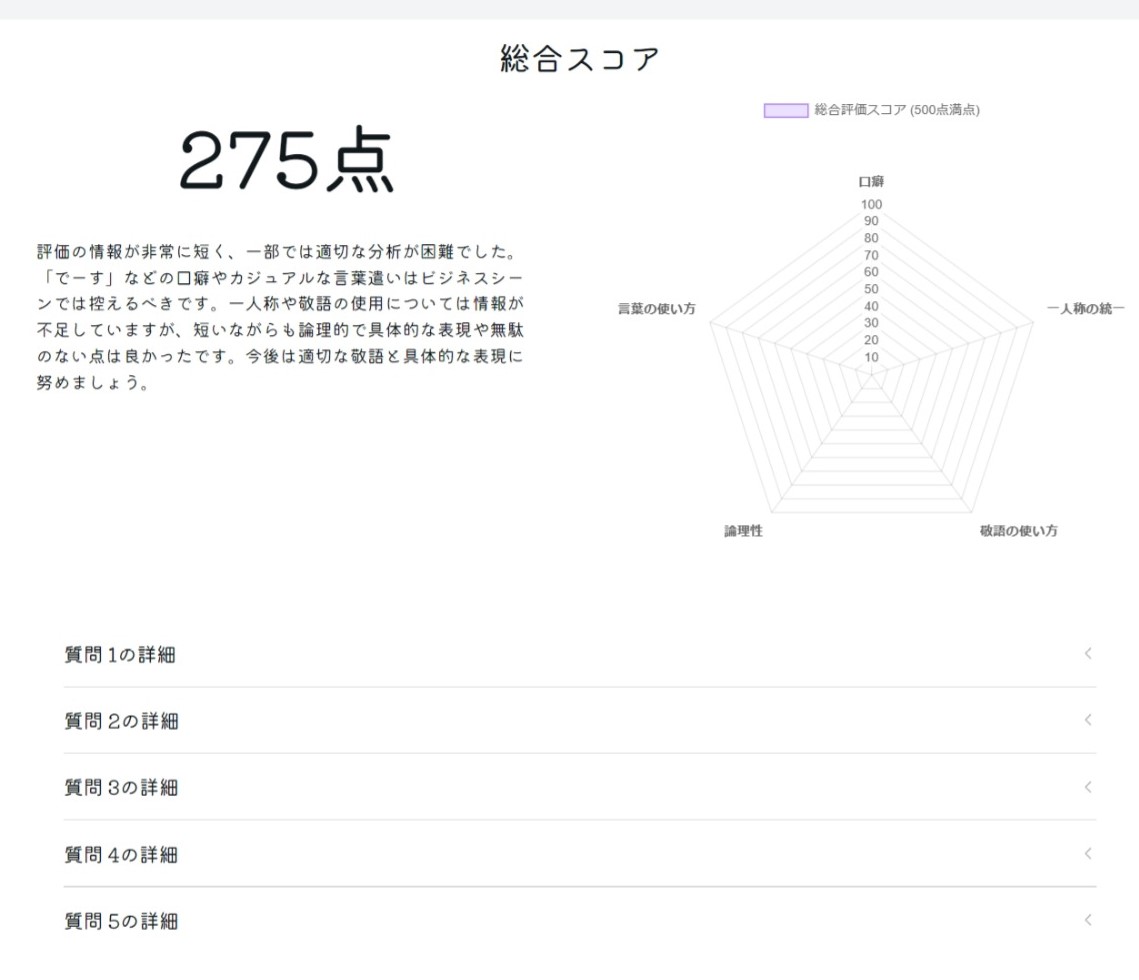 総合スコア
275点
評価の情報が非常に短く、一部では適切な分析が困難でした。
「でーす」などの口癖やカジュアルな言葉遣いはビジネスシー
ンでは控えるべきです。一人称や敬語の使用については情報が
不足していますが、短いながらも論理的で具体的な表現や無駄
のない点は良かったです。今後は適切な敬語と具体的な表現に
努めましょう。
総合評価スコア (500点満点)
口癖
100
90
80
70
60
50
40
30
20
10
言葉の使い方
一人称の統一
論理性
敬語の使い方
質問 1の詳細
質問 2の詳細
質問 3の詳細
質問 4の詳細
質問 5の詳細